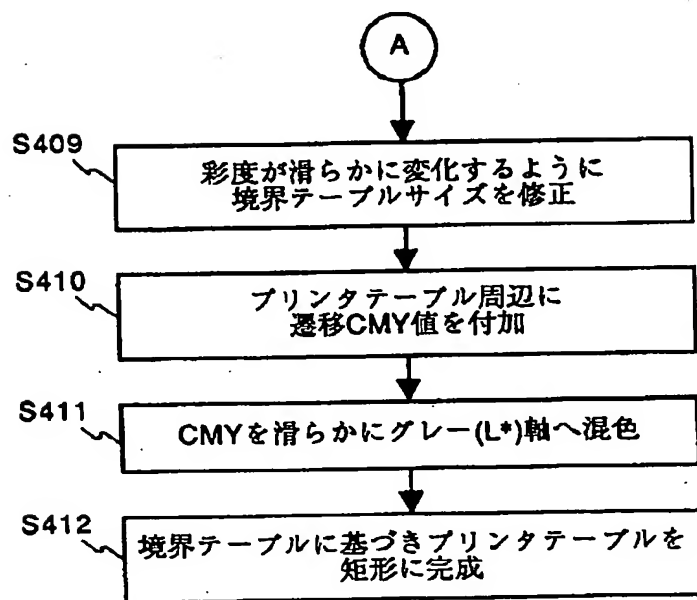 A
S409
彩度が滑らかに変化するように
境界テーブルサイズを修正
S410
プリンタテーブル周辺に
遷移CMY値を付加
S411
CMYを滑らかにグレー(L*)軸へ混色
S412
境界テーブルに基づきプリンタテーブルを
矩形に完成